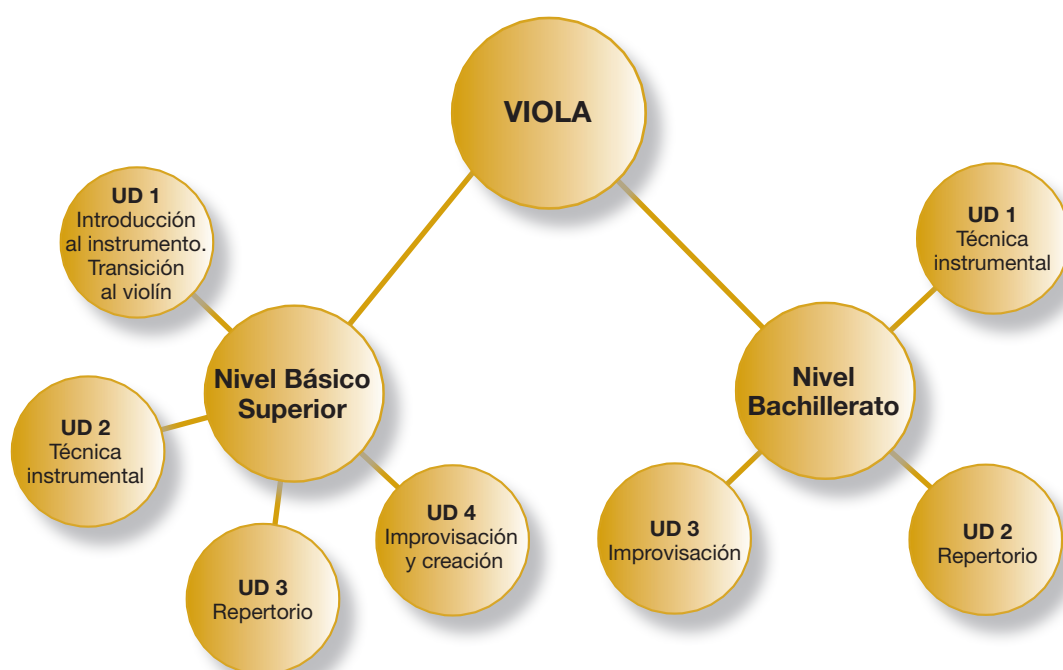 VIOLA
UD 1
Introducción
al instrumento.
Transición
al violín
Nivel Básico
Superior
UD 2
Técnica
instrumental
UD 3
Repertorio
UD 4
Improvisación
y creación
UD 1
Técnica
instrumental
Nivel
Bachillerato
UD 3
Improvisación
UD 2
Repertorio